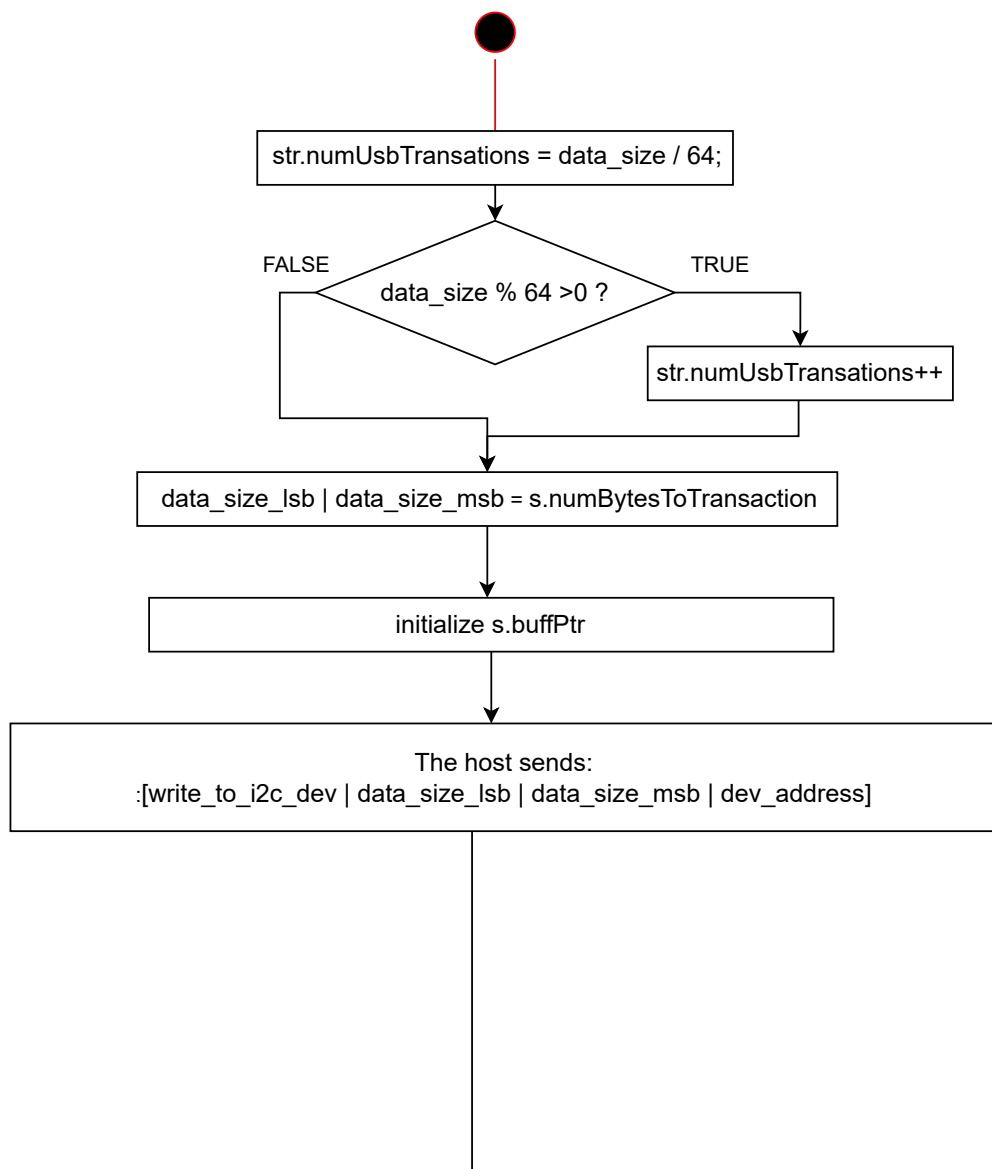 str.numUsbTransations = data_size / 64;
FALSE
TRUE
data_size % 64 >0 ?
str.numUsbTransations++
data_size_lsb | data_size_msb = s.numBytesToTransaction
initialize s.buffPtr
The host sends:
:[write_to_i2c_dev | data_size_lsb | data_size_msb | dev_address]